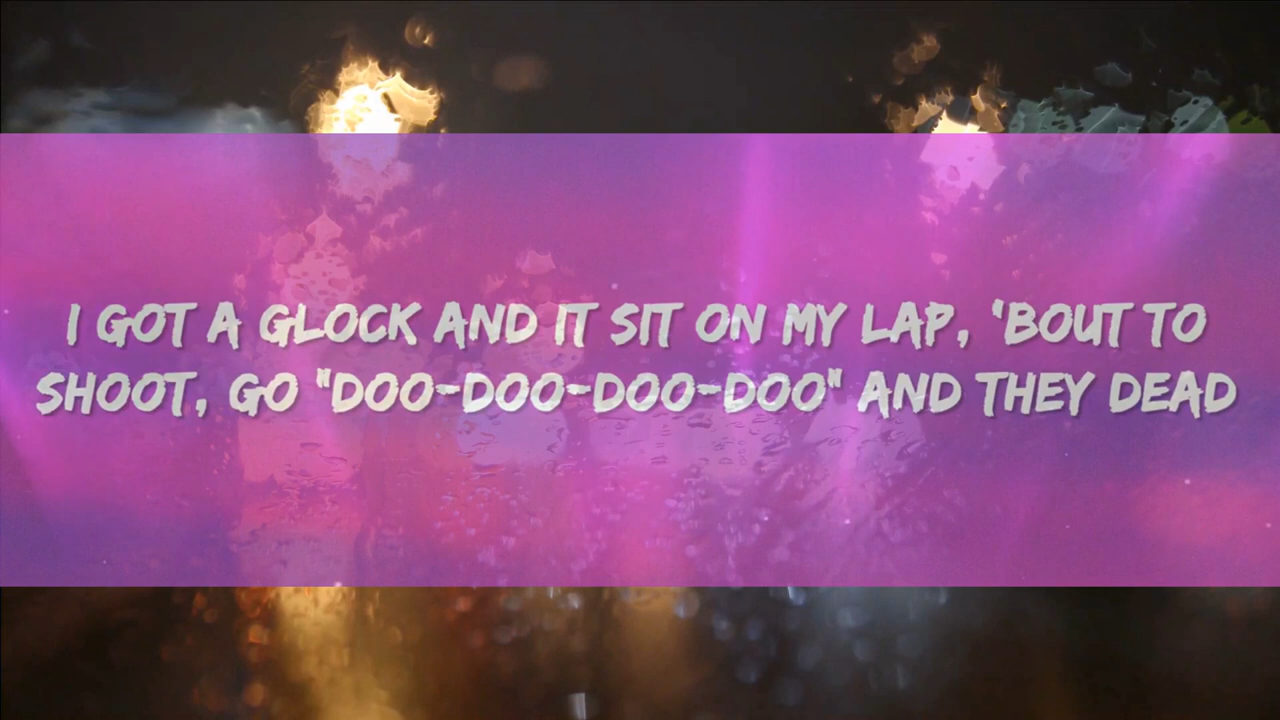 I GOT A GLOCK AND IT SIT ON MY LAP, 'BOUT TO
SHOOT, GO "DOO-DOO-DOO-DOO" AND THEY DEAD